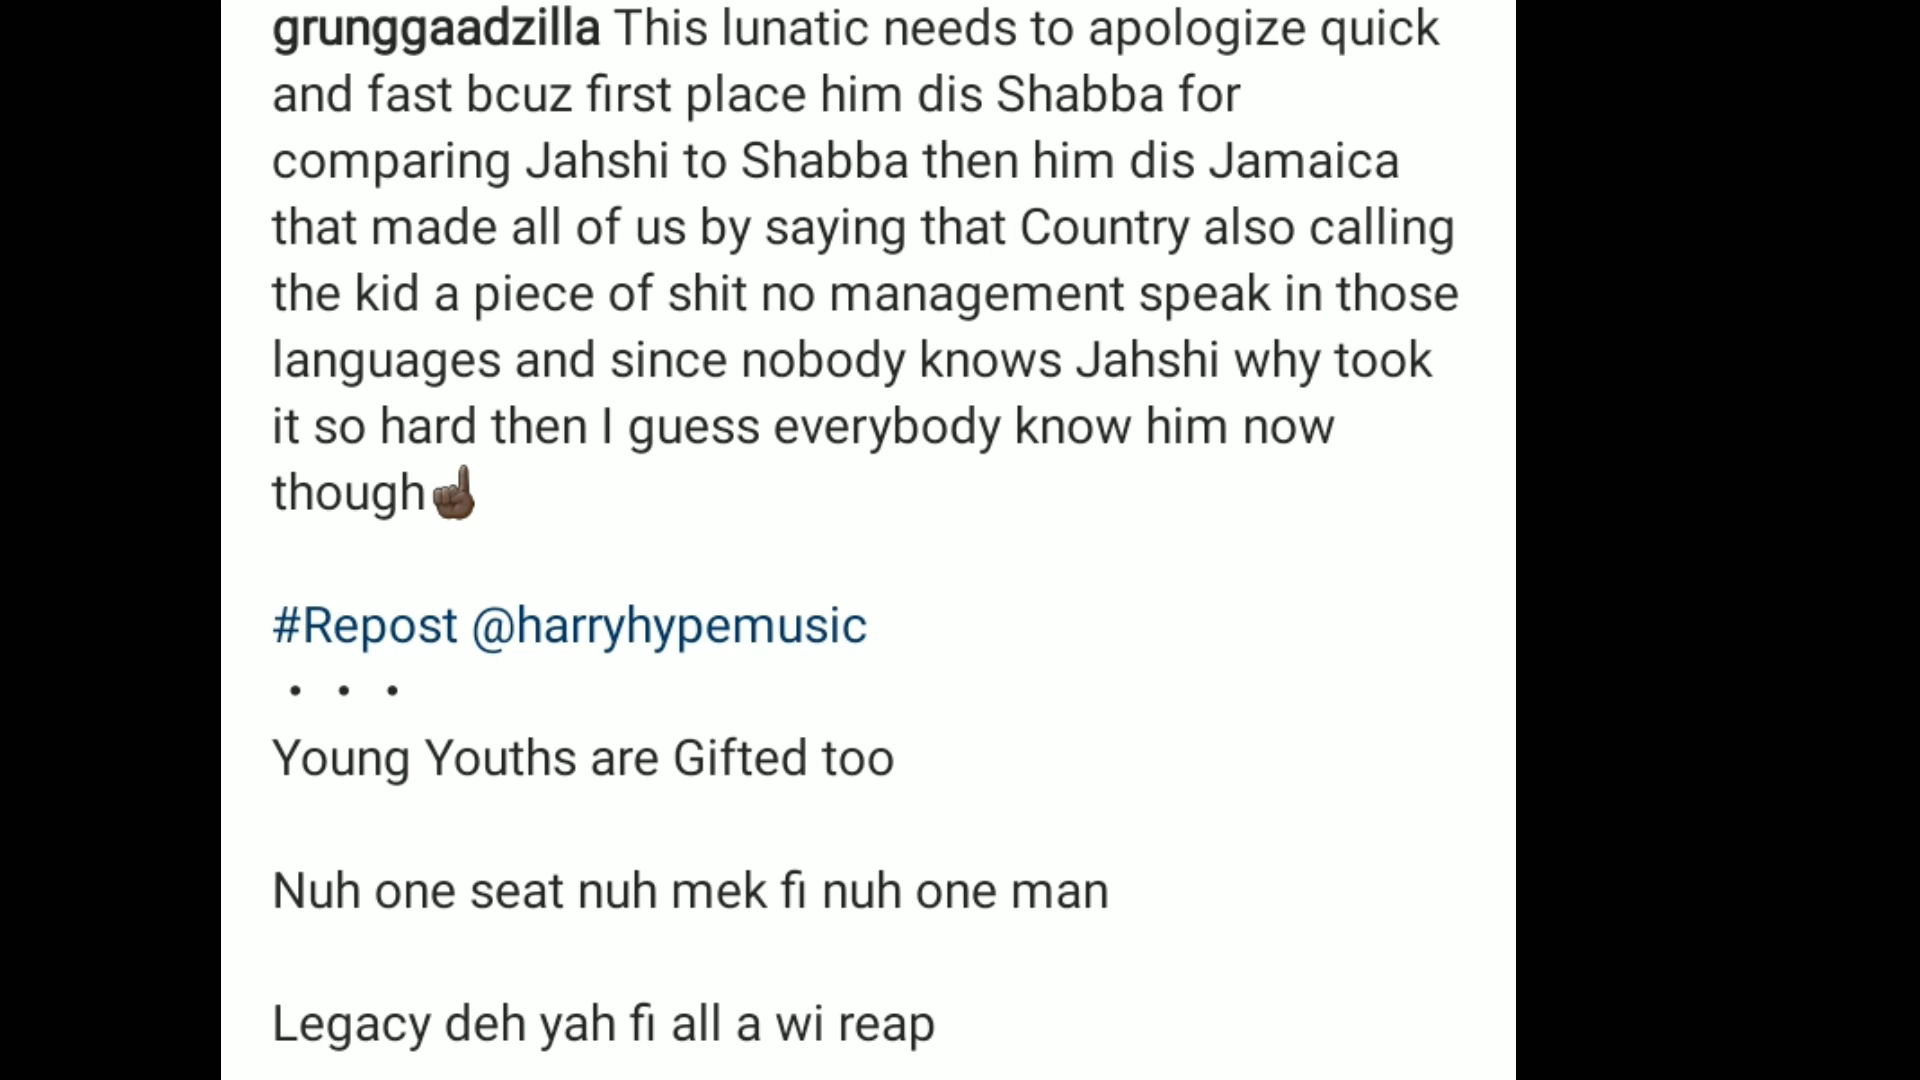 grunggaadzilla This lunatic needs to apologize quick
and fast bcuz first place him dis Shabba for
comparing Jahshi to Shabba then him dis Jamaica
that made all of us by saying that Country also calling
the kid a piece of shit no management speak in those
languages and since nobody knows Jahshi why took
it so hard then I guess everybody know him now
though☝🏿
#Repost @harryhypemusic
• • •
Young Youths are Gifted too
Nuh one seat nuh mek fi nuh one man
Legacy deh yah fi all a wi reap